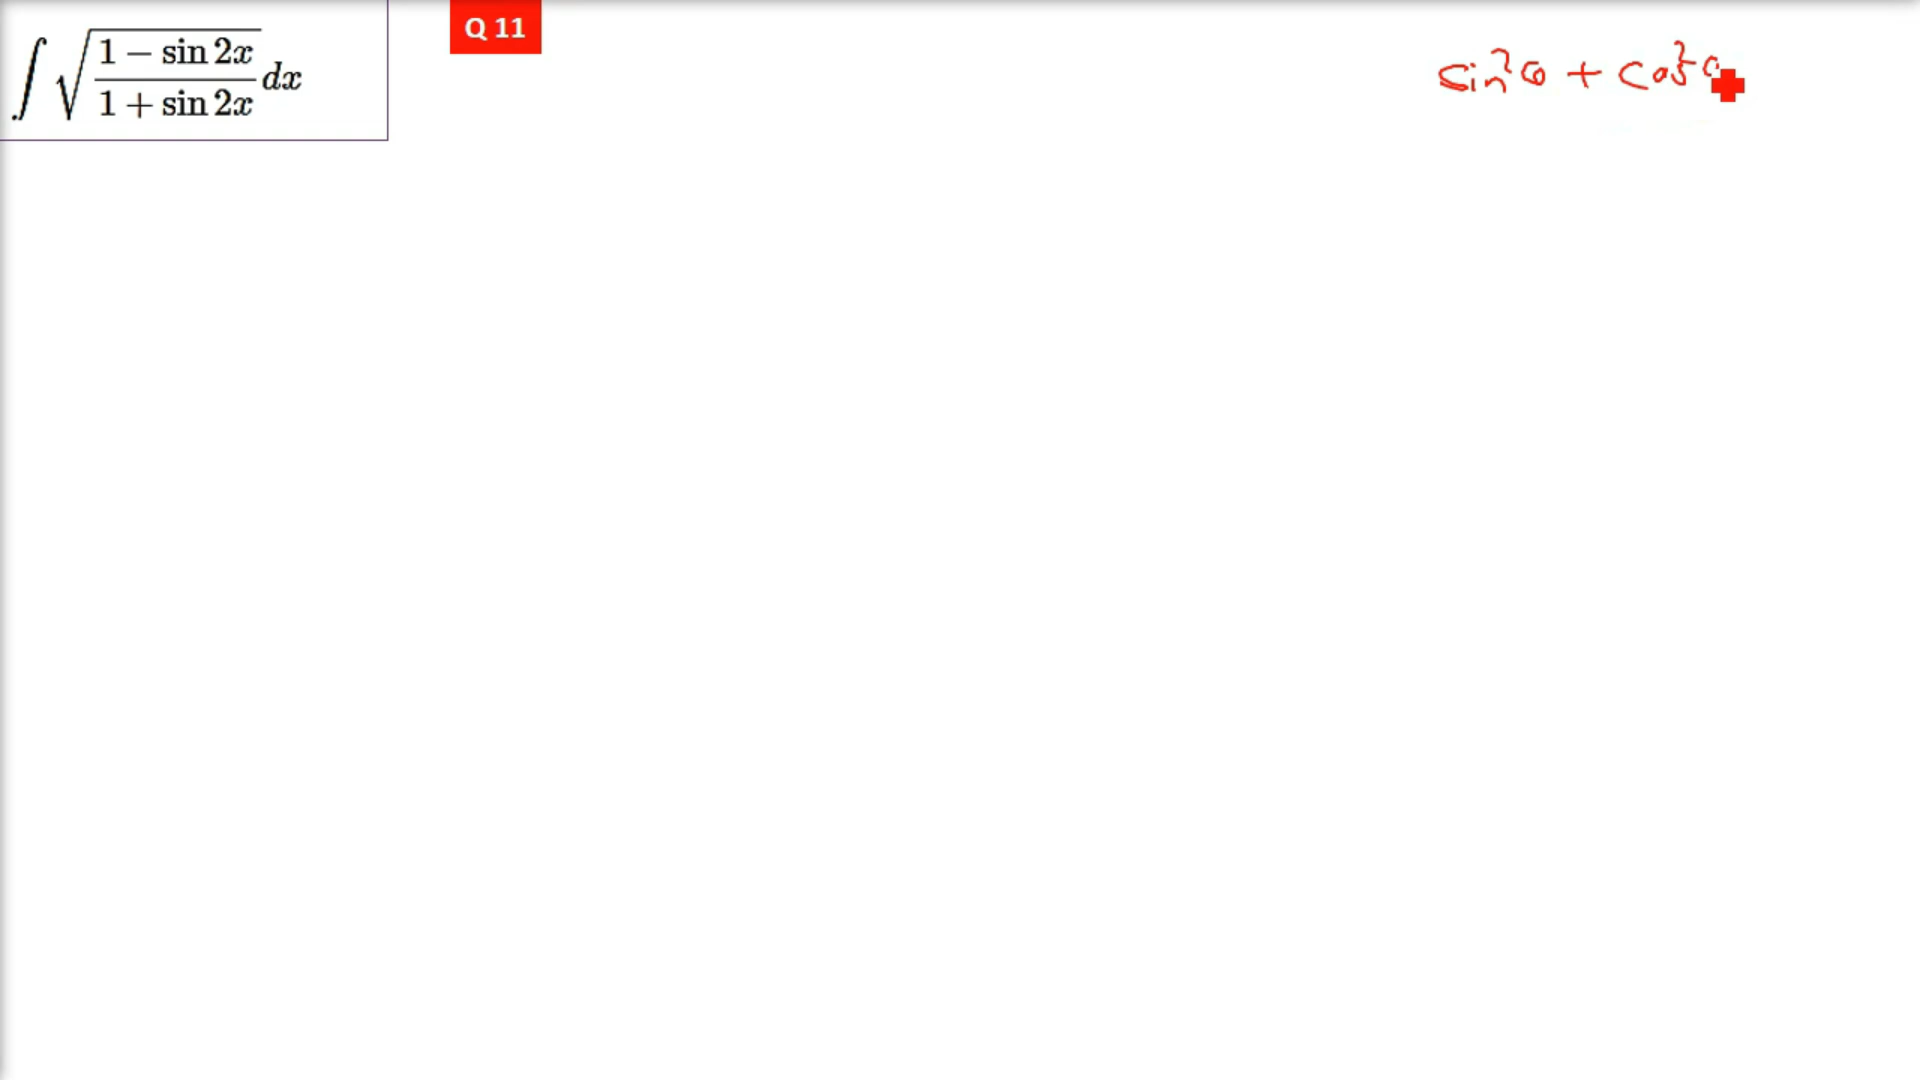 ∫ √((1 − sin 2x)/(1 + sin 2x)) dx
Q 11
sin²θ + cos²